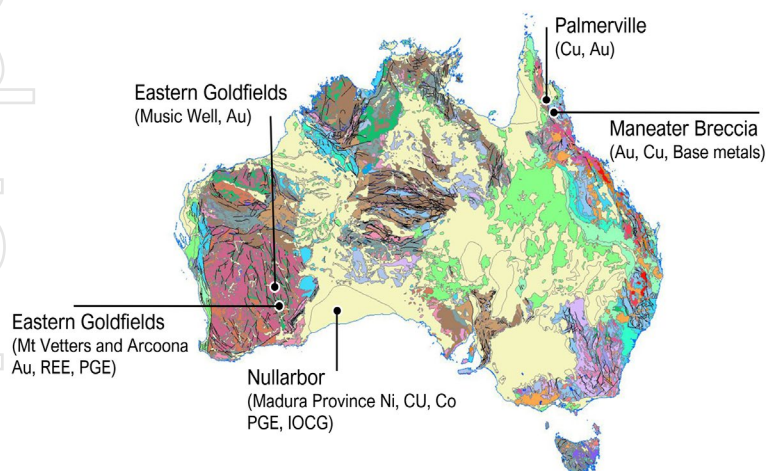 Palmerville
(Cu, Au)
Eastern Goldfields
(Music Well, Au)
Maneater Breccia
(Au, Cu, Base metals)
Eastern Goldfields
(Mt Vetters and Arcoona
Au, REE, PGE)
Nullarbor
(Madura Province Ni, CU, Co
PGE, IOCG)